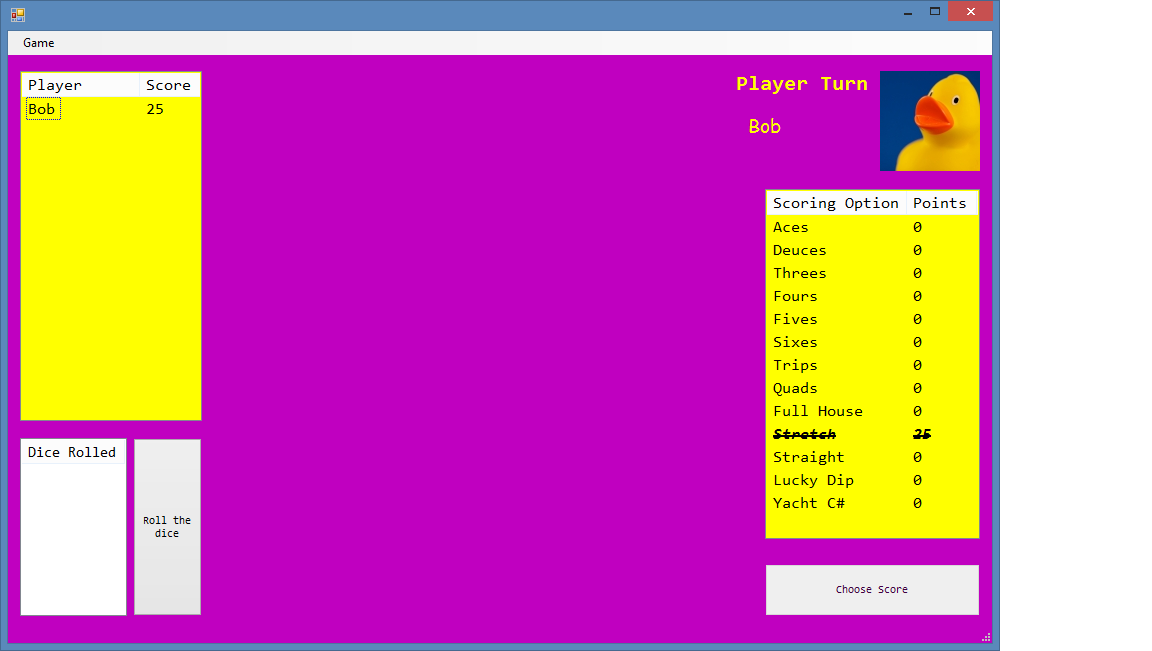 Game
Player Score
Bob 25
Player Turn
Bob
Scoring Option Points
Aces 0
Deuces 0
Threes 0
Fours 0
Fives 0
Sixes 0
Trips 0
Quads 0
Full House 0
Stretch 25
Straight 0
Lucky Dip 0
Yacht C# 0
Dice Rolled
Roll the
dice
Choose Score